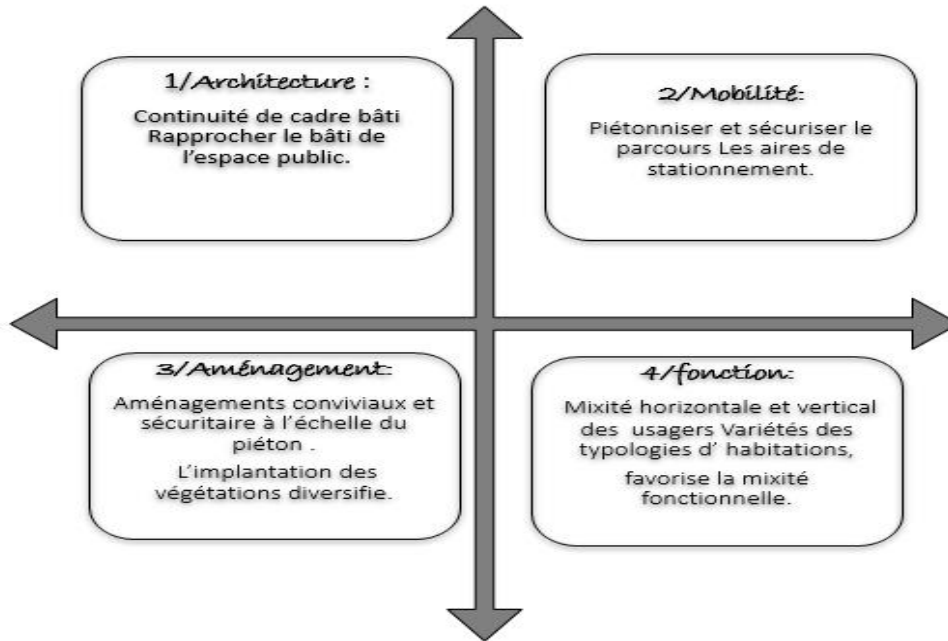 1/Architecture :
Continuité de cadre bâti
Rapprocher le bâti de
l'espace public.
2/Mobilité:
Piétonniser et sécuriser le
parcours Les aires de
stationnement.
3/Aménagement:
Aménagements conviviaux et
sécuritaire à l'échelle du
piéton .
L'implantation des
végétations diversifie.
4/fonction:
Mixité horizontale et vertical
des usagers Variétés des
typologies d' habitations,
favorise la mixité
fonctionnelle.